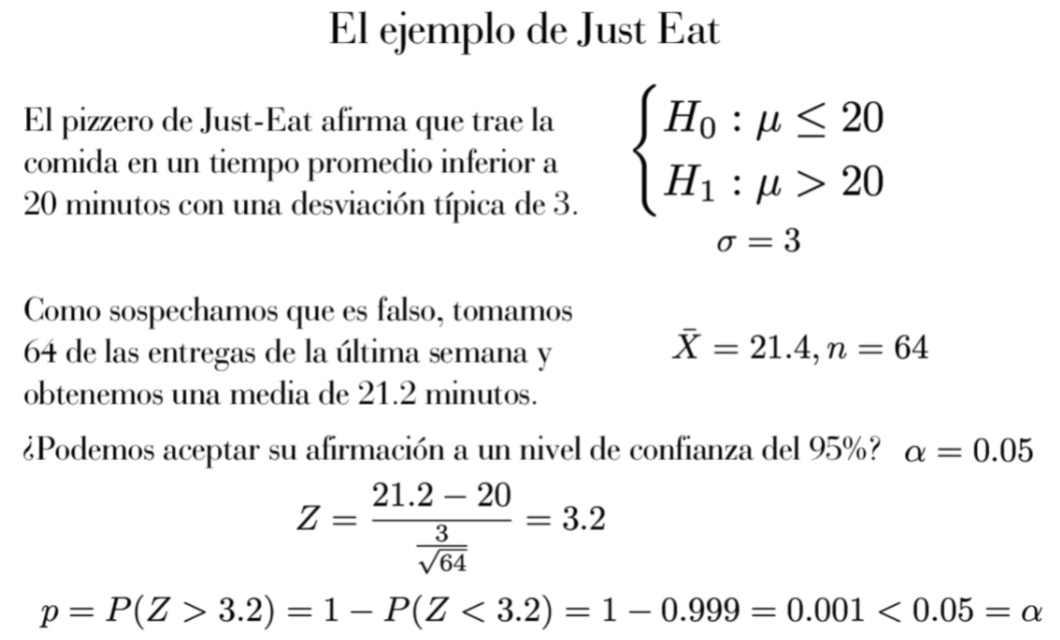 El ejemplo de Just Eat
El pizzero de Just-Eat afirma que trae la
comida en un tiempo promedio inferior a
20 minutos con una desviación típica de 3.
H₀ : μ ≤ 20
H₁ : μ > 20
σ = 3
Como sospechamos que es falso, tomamos
64 de las entregas de la última semana y
obtenemos una media de 21.2 minutos.
X̄ = 21.4, n = 64
¿Podemos aceptar su afirmación a un nivel de confianza del 95%? α = 0.05
Z = (21.2 − 20) / (3 / √64) = 3.2
p = P(Z > 3.2) = 1 − P(Z < 3.2) = 1 − 0.999 = 0.001 < 0.05 = α